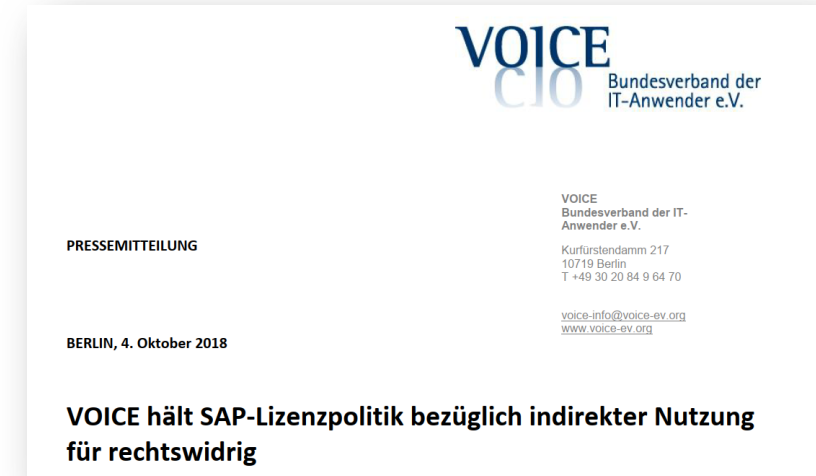 VOICE
CIO
Bundesverband der
IT-Anwender e.V.
VOICE
Bundesverband der IT-
Anwender e.V.
Kurfürstendamm 217
10719 Berlin
T +49 30 20 84 9 64 70
voice-info@voice-ev.org
www.voice-ev.org
PRESSEMITTEILUNG
BERLIN, 4. Oktober 2018
VOICE hält SAP-Lizenzpolitik bezüglich indirekter Nutzung
für rechtswidrig